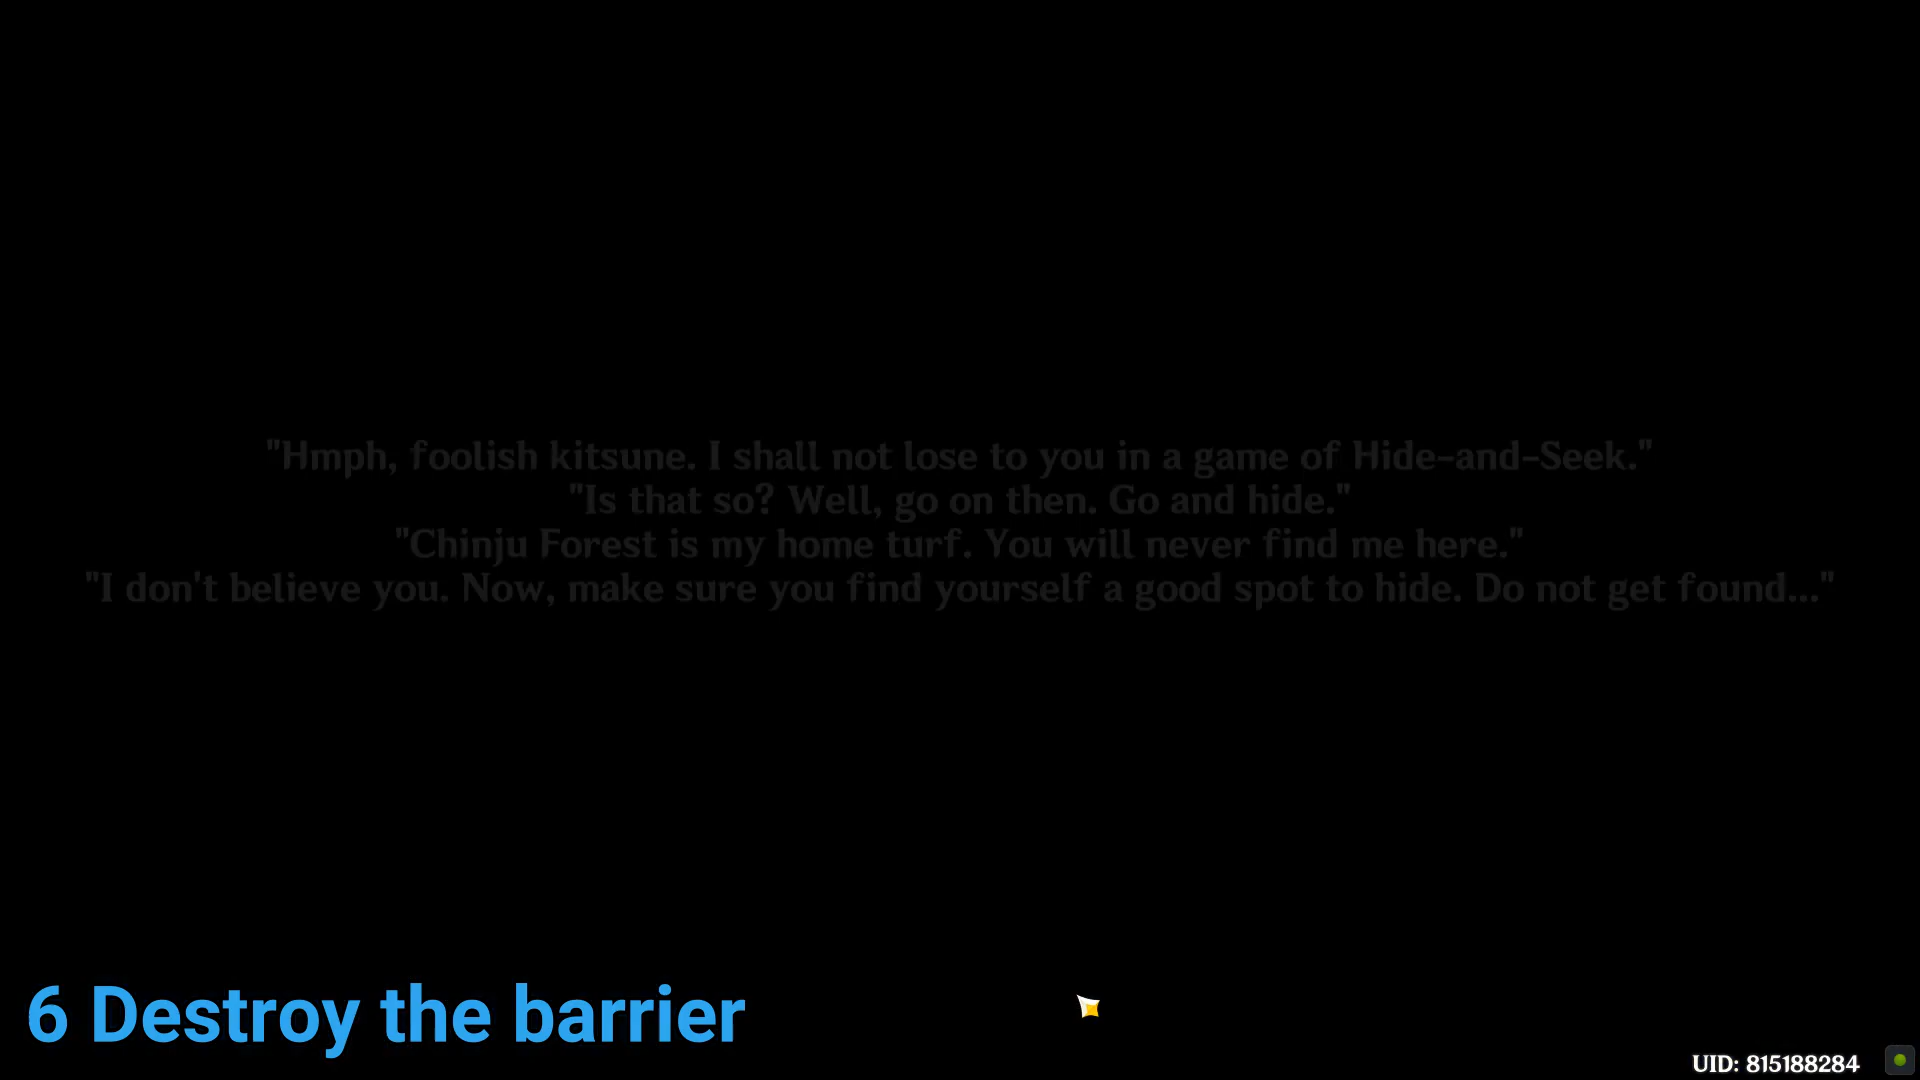 "Hmph, foolish kitsune. I shall not lose to you in a game of Hide-and-Seek."
"Is that so? Well, go on then. Go and hide."
"Chinju Forest is my home turf. You will never find me here."
"I don't believe you. Now, make sure you find yourself a good spot to hide. Do not get found..."
6 Destroy the barrier
UID: 815188284